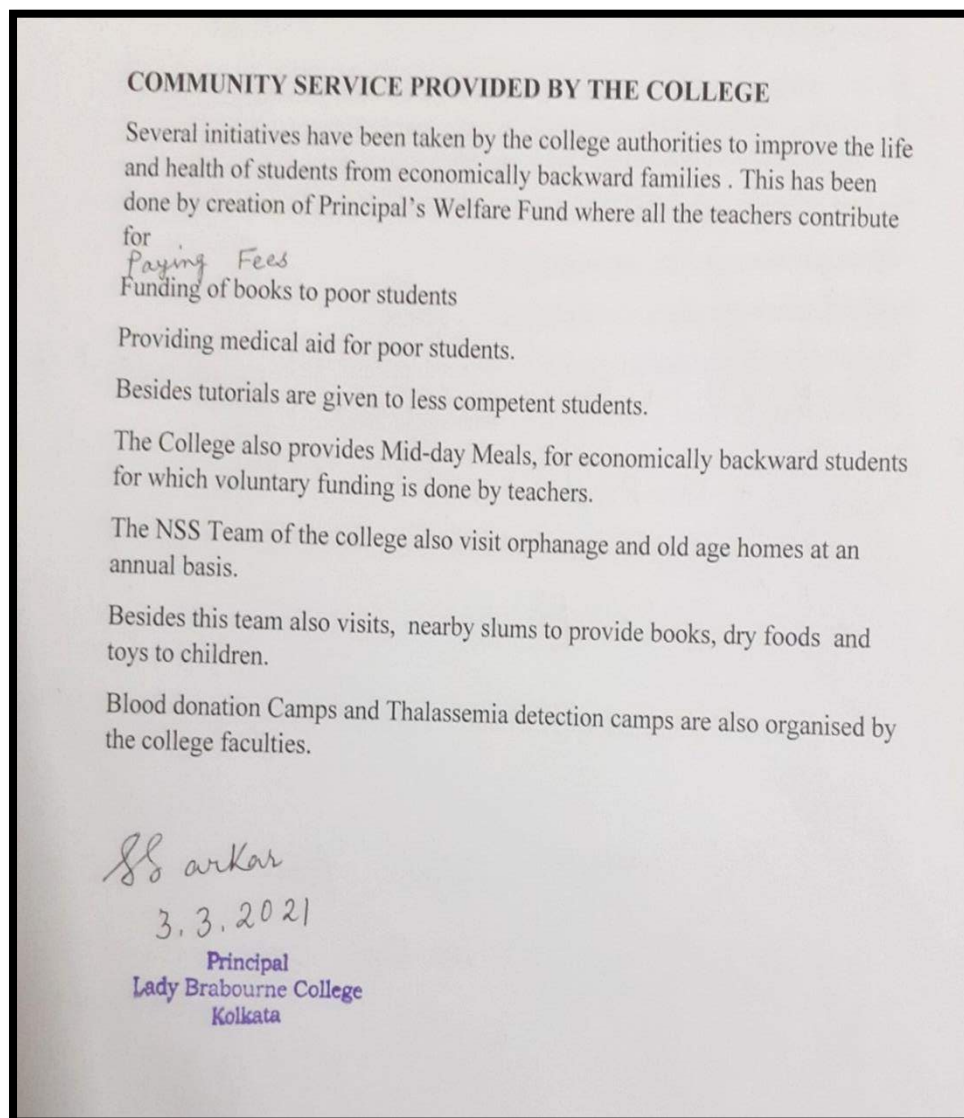 COMMUNITY SERVICE PROVIDED BY THE COLLEGE
Several initiatives have been taken by the college authorities to improve the life
and health of students from economically backward families . This has been
done by creation of Principal's Welfare Fund where all the teachers contribute
for
Paying Fees
Funding of books to poor students
Providing medical aid for poor students.
Besides tutorials are given to less competent students.
The College also provides Mid-day Meals, for economically backward students
for which voluntary funding is done by teachers.
The NSS Team of the college also visit orphanage and old age homes at an
annual basis.
Besides this team also visits, nearby slums to provide books, dry foods and
toys to children.
Blood donation Camps and Thalassemia detection camps are also organised by
the college faculties.
SSarkar
3.3.2021
Principal
Lady Brabourne College
Kolkata